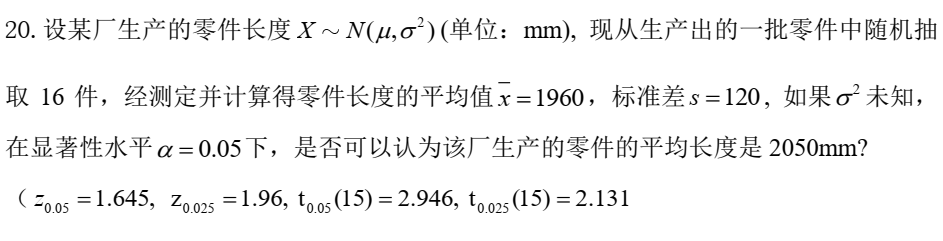 20. 设某厂生产的零件长度 X ~ N(μ,σ²) (单位：mm), 现从生产出的一批零件中随机抽
取 16 件，经测定并计算得零件长度的平均值 x̄ = 1960，标准差 s = 120, 如果 σ² 未知，
在显著性水平 α = 0.05 下，是否可以认为该厂生产的零件的平均长度是 2050mm?
（ z₀.₀₅ = 1.645, z₀.₀₂₅ = 1.96, t₀.₀₅ (15) = 2.946, t₀.₀₂₅ (15) = 2.131